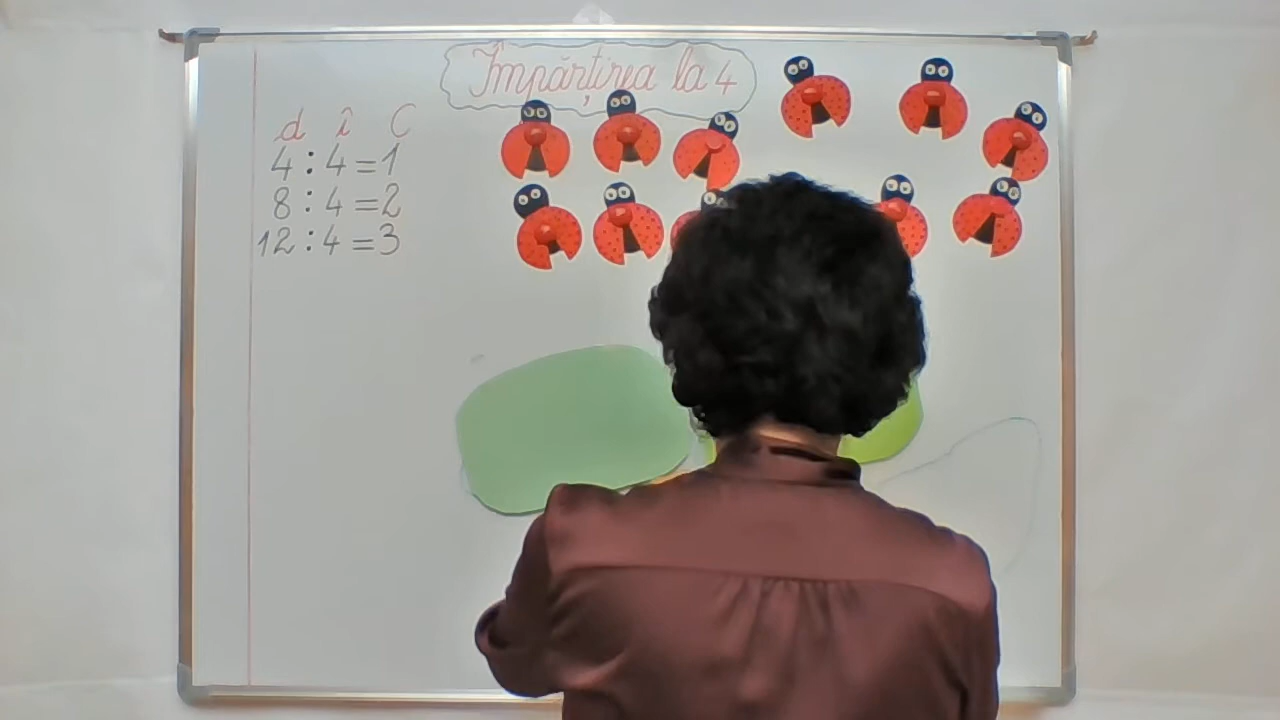 Împărțirea la 4
d î C
4 : 4 = 1
8 : 4 = 2
12 : 4 = 3